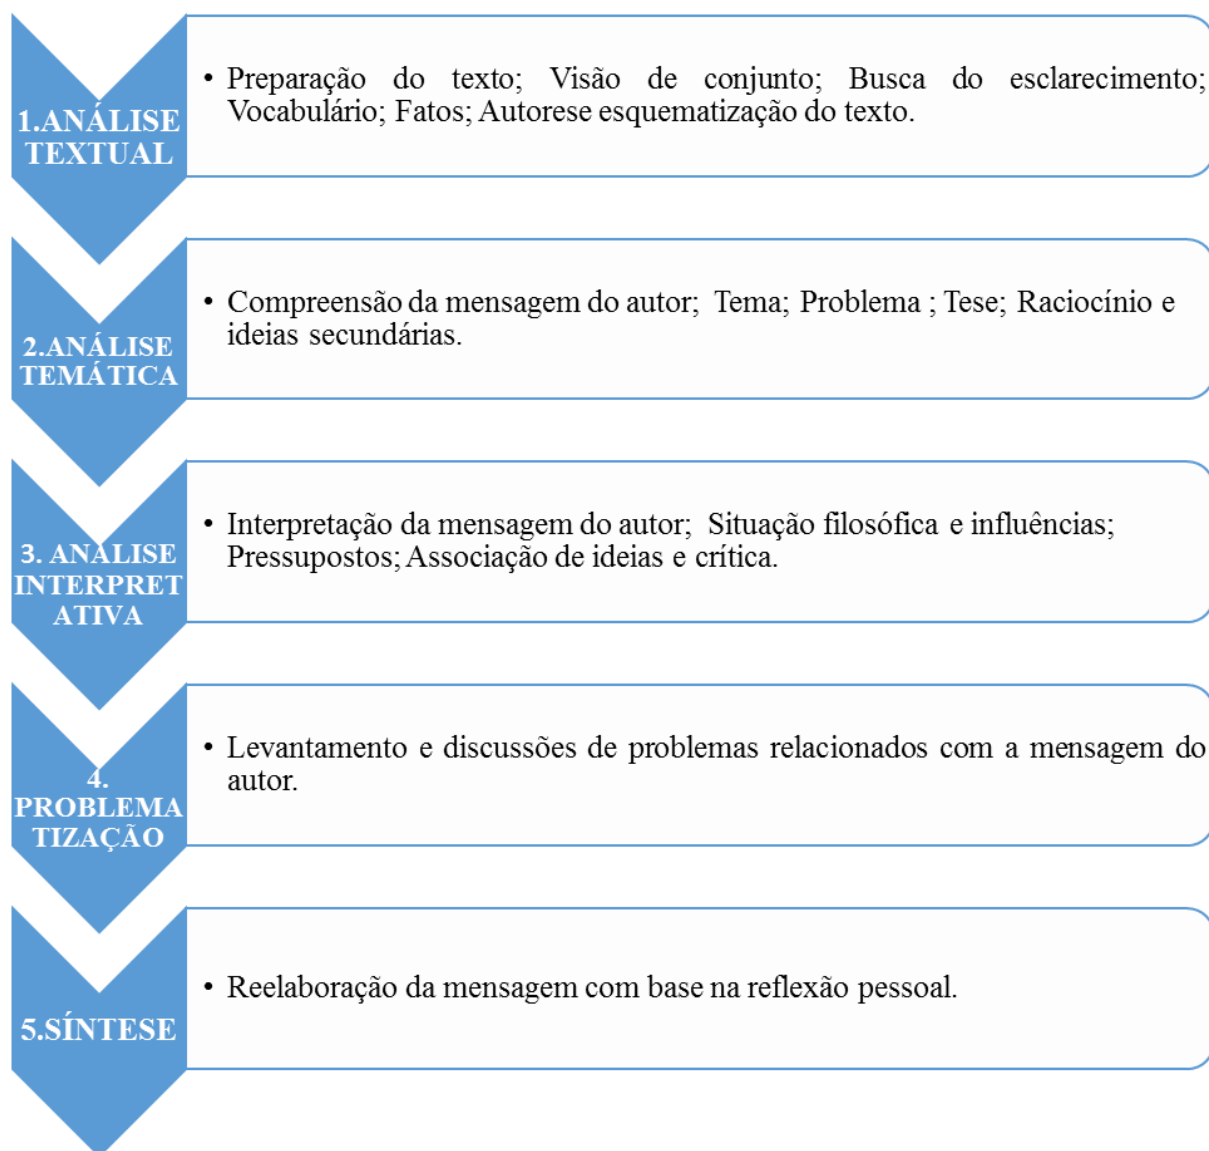 1.ANÁLISE
TEXTUAL
• Preparação do texto; Visão de conjunto; Busca do esclarecimento;
Vocabulário; Fatos; Autorese esquematização do texto.
2.ANÁLISE
TEMÁTICA
• Compreensão da mensagem do autor; Tema; Problema ; Tese; Raciocínio e
ideias secundárias.
3. ANÁLISE
INTERPRET
ATIVA
• Interpretação da mensagem do autor; Situação filosófica e influências;
Pressupostos; Associação de ideias e crítica.
4.
PROBLEMA
TIZAÇÃO
• Levantamento e discussões de problemas relacionados com a mensagem do
autor.
5.SÍNTESE
• Reelaboração da mensagem com base na reflexão pessoal.